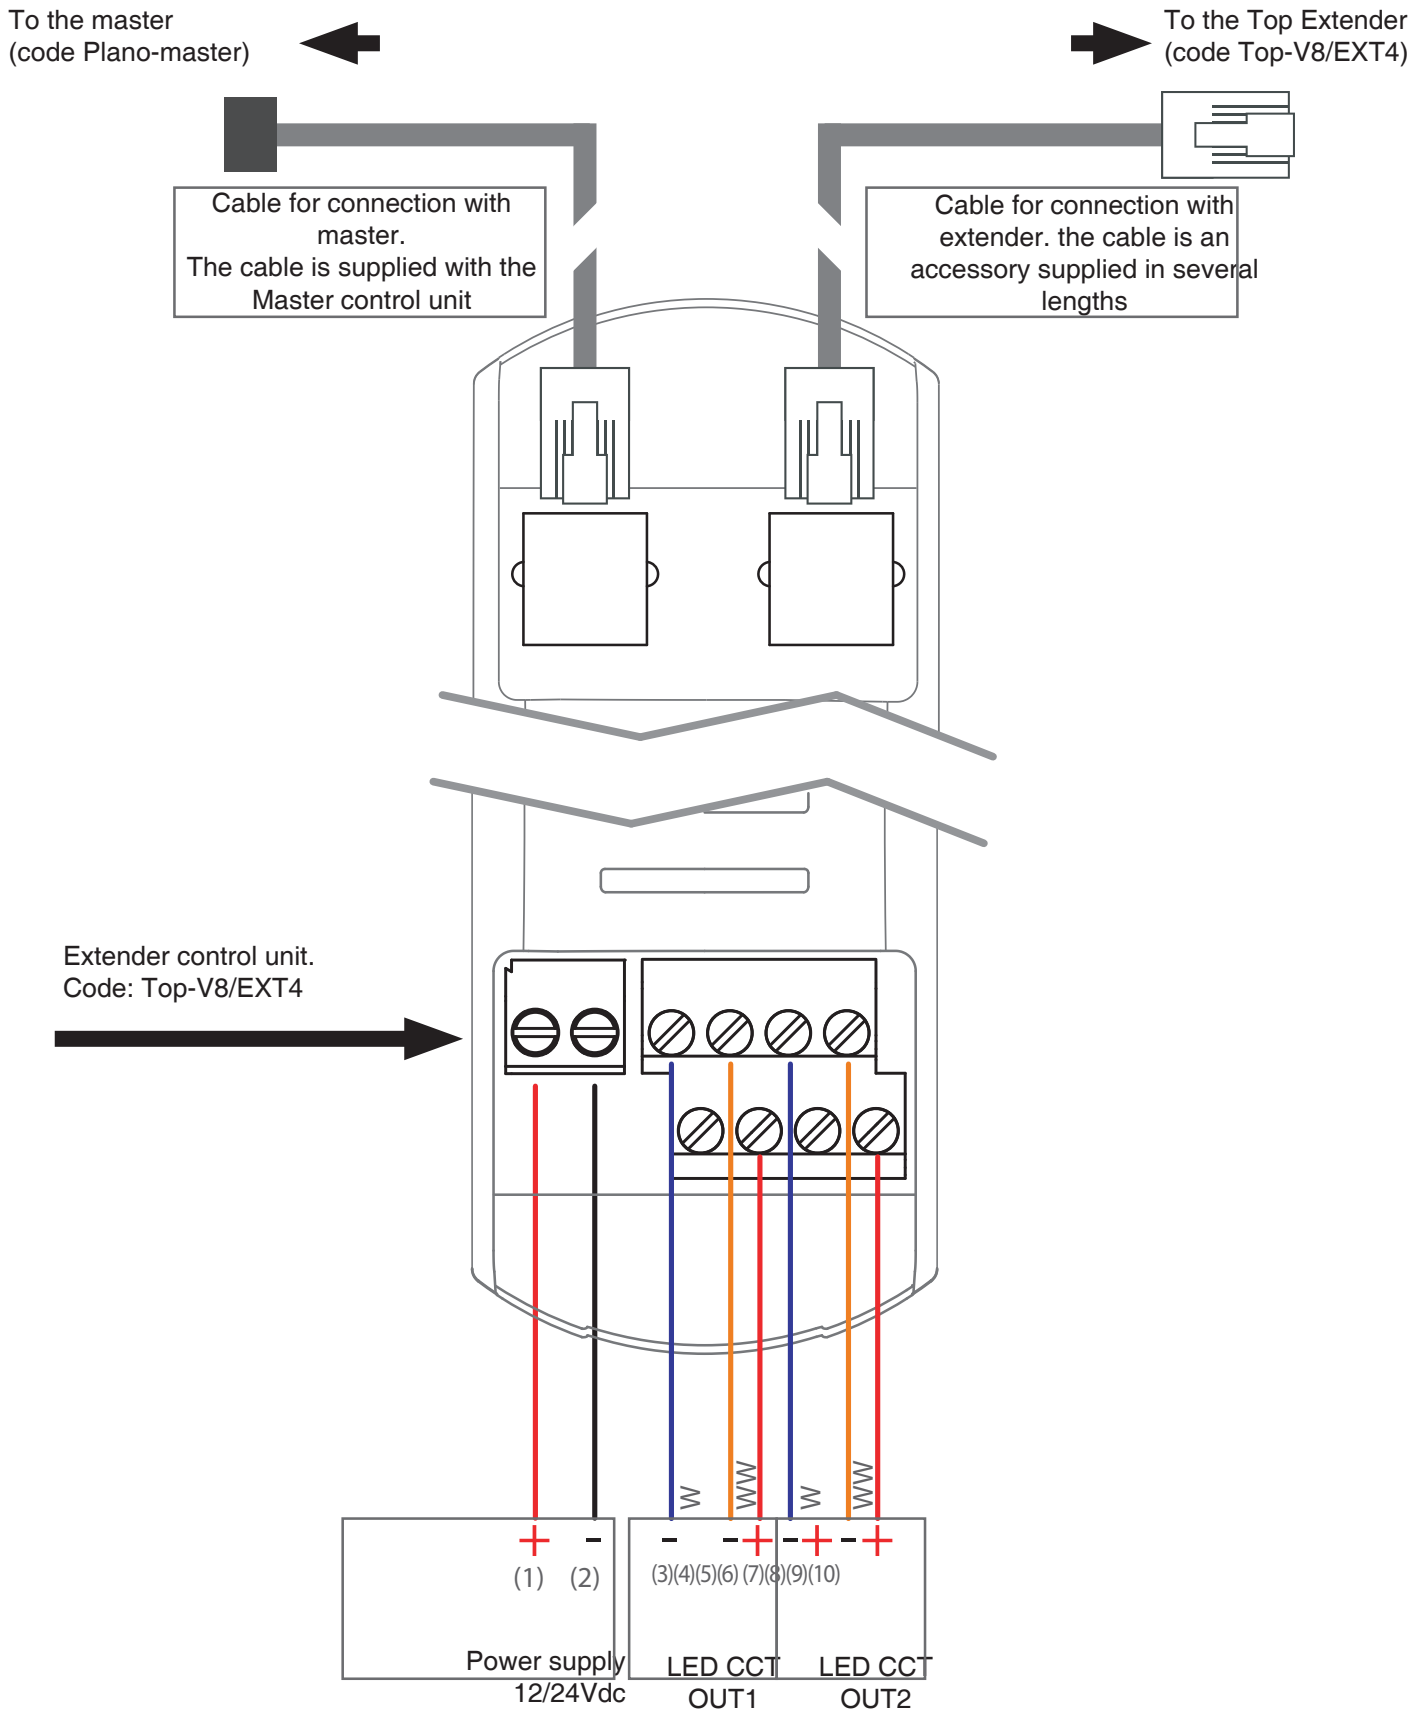 To the master
(code Plano-master)
To the Top Extender
(code Top-V8/EXT4)
Cable for connection with
master.
The cable is supplied with the
Master control unit
Cable for connection with
extender. the cable is an
accessory supplied in several
lengths
Extender control unit.
Code: Top-V8/EXT4
W WW W WW
+ - - - + - + - +
(1) (2) (3)(4)(5)(6) (7)(8)(9)(10)
Power supply
12/24Vdc
LED CCT
OUT1
LED CCT
OUT2